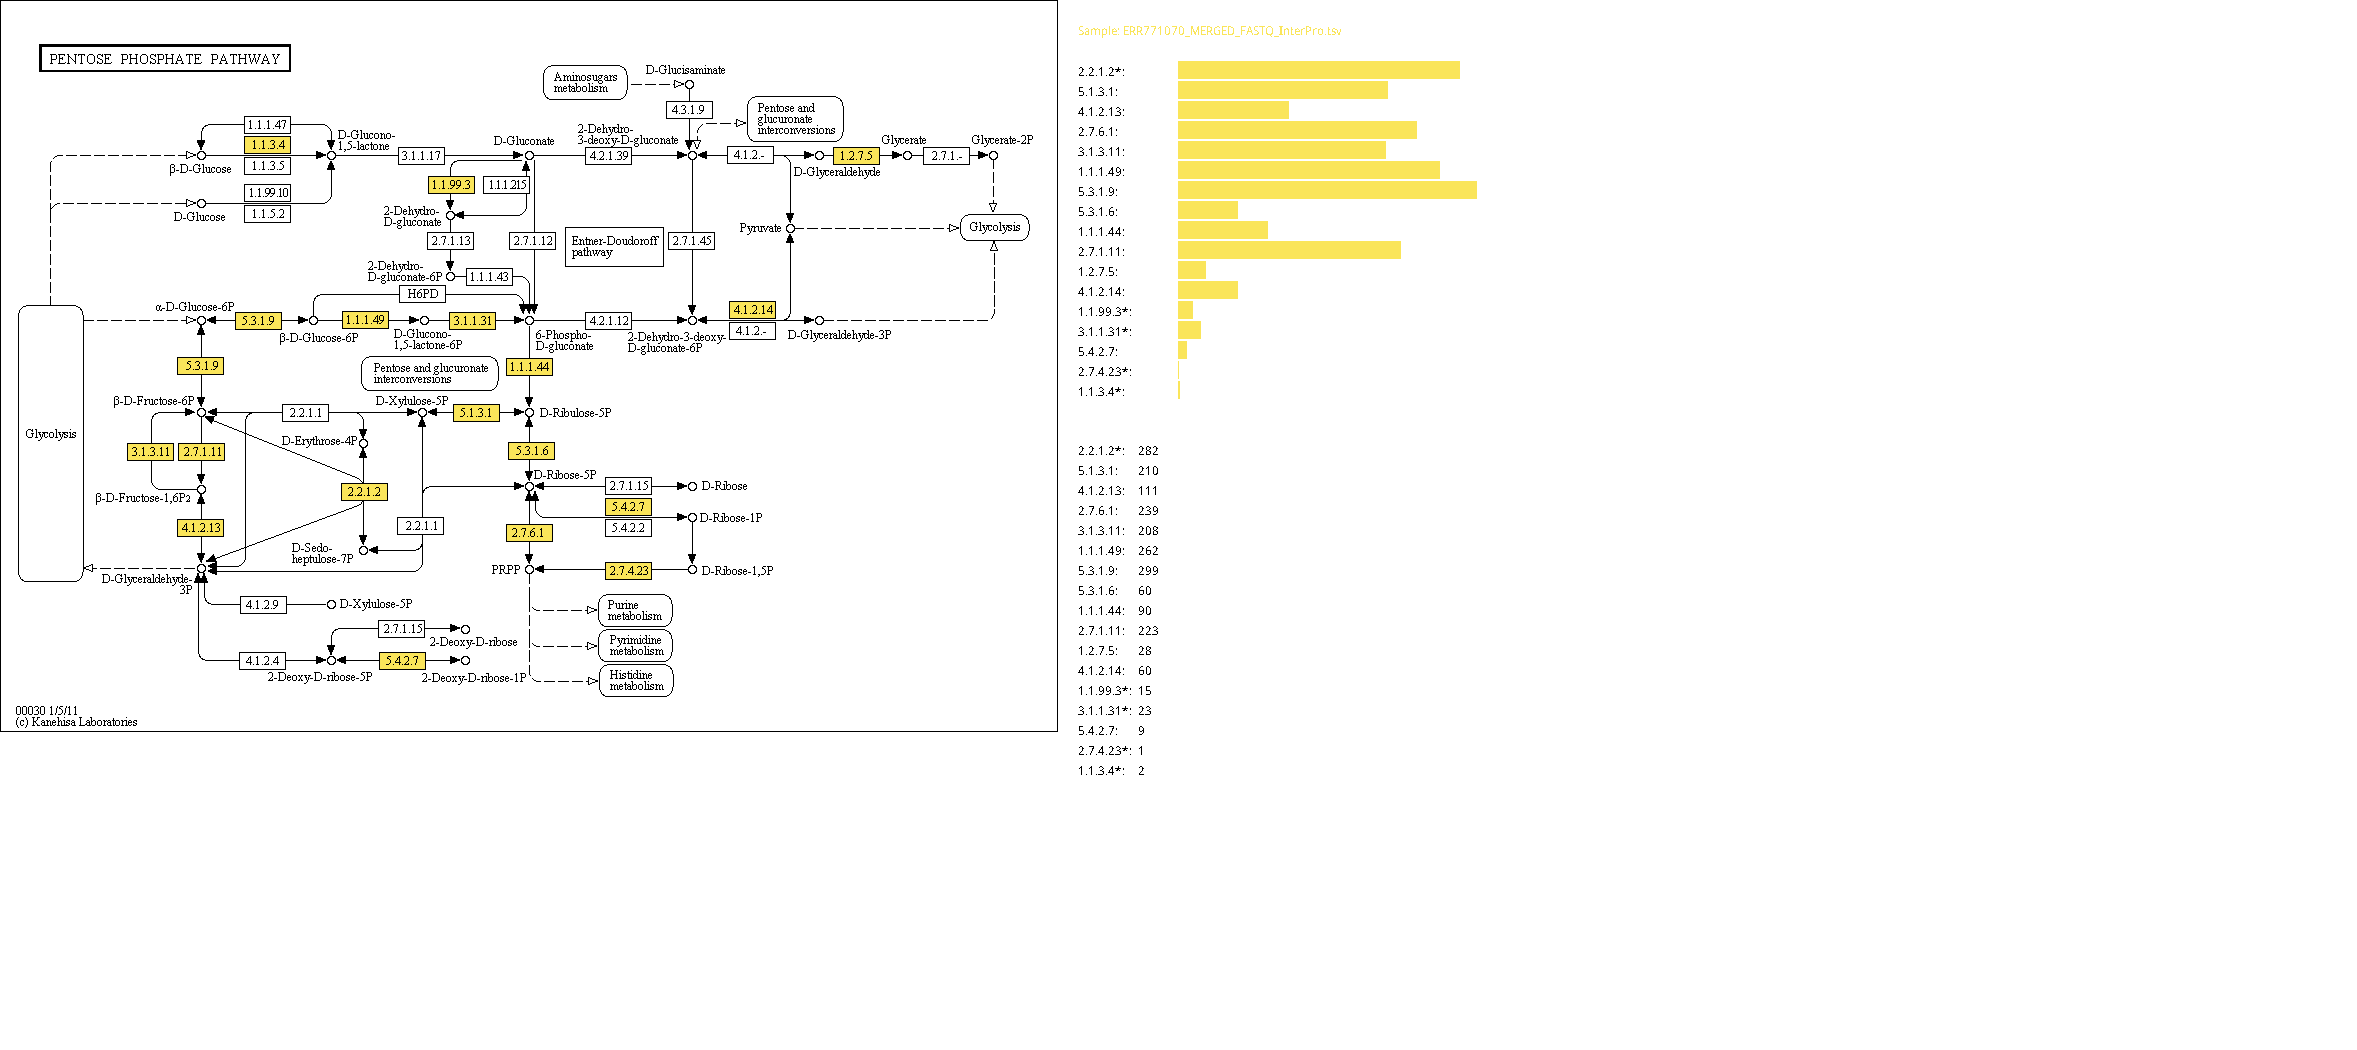 PENTOSE PHOSPHATE PATHWAY
Aminosugars
metabolism
D-Glucisaminate
4.3.1.9
Pentose and
glucuronate
interconversions
1.1.1.47
1.1.3.4
1.1.3.5
β-D-Glucose
1.1.99.10
1.1.5.2
D-Glucose
D-Glucono-
1,5-lactone
3.1.1.17
D-Gluconate
2-Dehydro-
3-deoxy-D-gluconate
4.2.1.39
4.1.2.-
D-Glyceraldehyde
1.2.7.5
Glycerate
2.7.1.-
Glycerate-2P
1.1.99.3
1.1.1.215
2-Dehydro-
D-gluconate
2.7.1.13
2.7.1.12
Entner-Doudoroff
pathway
2.7.1.45
Pyruvate
Glycolysis
2-Dehydro-
D-gluconate-6P
1.1.1.43
H6PD
α-D-Glucose-6P
5.3.1.9
β-D-Glucose-6P
1.1.1.49
D-Glucono-
1,5-lactone-6P
3.1.1.31
6-Phospho-
D-gluconate
4.2.1.12
2-Dehydro-3-deoxy-
D-gluconate-6P
4.1.2.14
4.1.2.-
D-Glyceraldehyde-3P
5.3.1.9
Pentose and glucuronate
interconversions
1.1.1.44
β-D-Fructose-6P
2.2.1.1
D-Xylulose-5P
5.1.3.1
D-Ribulose-5P
Glycolysis
D-Erythrose-4P
3.1.3.11
2.7.1.11
5.3.1.6
β-D-Fructose-1,6P2
2.2.1.2
D-Ribose-5P
2.7.1.15
D-Ribose
5.4.2.7
5.4.2.2
D-Ribose-1P
4.1.2.13
2.2.1.1
2.7.6.1
D-Sedo-
heptulose-7P
PRPP
2.7.4.23
D-Ribose-1,5P
D-Glyceraldehyde-
3P
4.1.2.9
D-Xylulose-5P
Purine
metabolism
2.7.1.15
2-Deoxy-D-ribose
Pyrimidine
metabolism
4.1.2.4
2-Deoxy-D-ribose-5P
5.4.2.7
2-Deoxy-D-ribose-1P
Histidine
metabolism
00030 1/5/11
(c) Kanehisa Laboratories
Sample: ERR771070_MERGED_FASTQ_InterPro.tsv
2.2.1.2*:
5.1.3.1:
4.1.2.13:
2.7.6.1:
3.1.3.11:
1.1.1.49:
5.3.1.9:
5.3.1.6:
1.1.1.44:
2.7.1.11:
1.2.7.5:
4.1.2.14:
1.1.99.3*:
3.1.1.31*:
5.4.2.7:
2.7.4.23*:
1.1.3.4*:
2.2.1.2*: 282
5.1.3.1: 210
4.1.2.13: 111
2.7.6.1: 239
3.1.3.11: 208
1.1.1.49: 262
5.3.1.9: 299
5.3.1.6: 60
1.1.1.44: 90
2.7.1.11: 223
1.2.7.5: 28
4.1.2.14: 60
1.1.99.3*: 15
3.1.1.31*: 23
5.4.2.7: 9
2.7.4.23*: 1
1.1.3.4*: 2